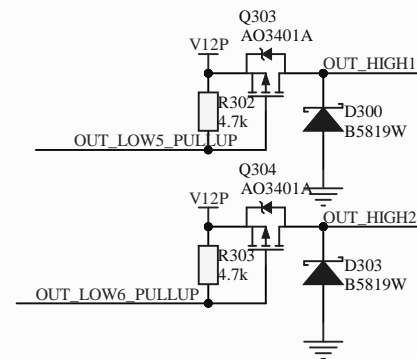 Q303
AO3401A
V12P
OUT_HIGH1
R302
4.7k
D300
B5819W
OUT_LOW5_PULLUP
Q304
AO3401A
V12P
OUT_HIGH2
R303
4.7k
D303
B5819W
OUT_LOW6_PULLUP